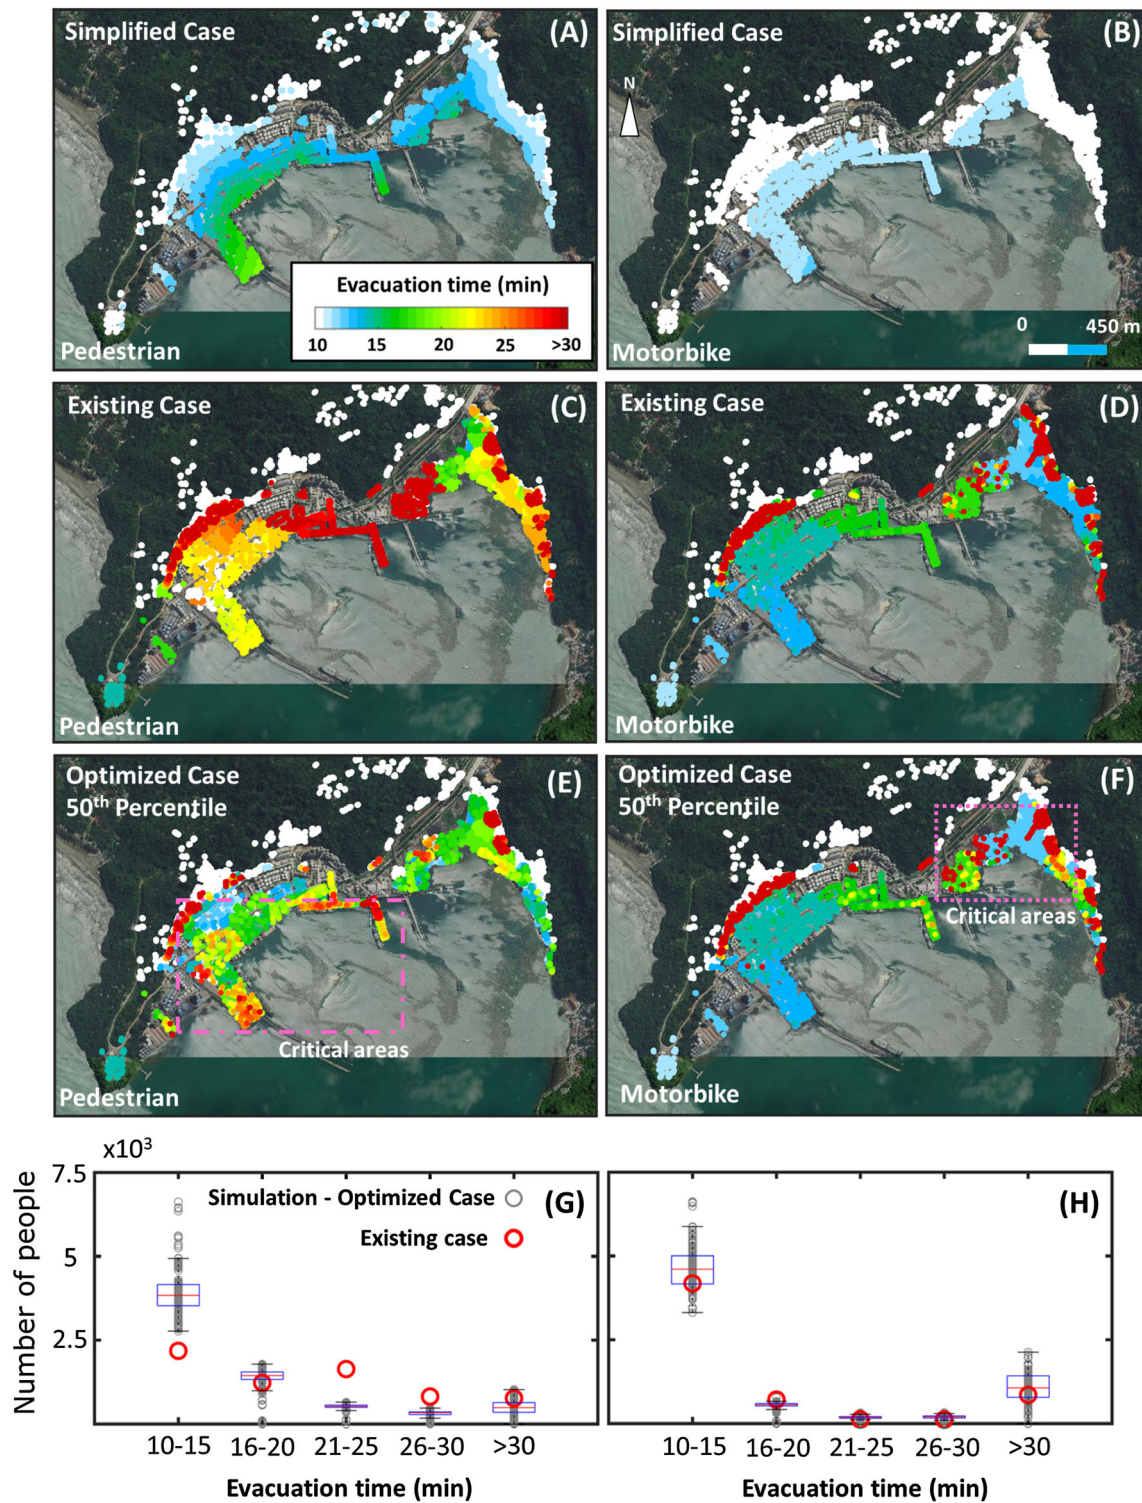 Simplified Case
(A)
Evacuation time (min)
10 15 20 25 >30
Pedestrian
Simplified Case
(B)
N
0 450 m
Motorbike
Existing Case
(C)
Pedestrian
Existing Case
(D)
Motorbike
Optimized Case
50th Percentile
(E)
Critical areas
Pedestrian
Optimized Case
50th Percentile
(F)
Critical areas
Motorbike
x10³
7.5
5
2.5
Number of people
Simulation - Optimized Case
Existing case
(G)
10-15 16-20 21-25 26-30 >30
Evacuation time (min)
(H)
10-15 16-20 21-25 26-30 >30
Evacuation time (min)